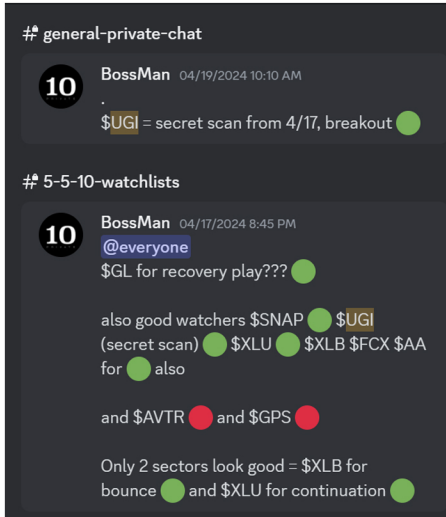 general-private-chat
10
BossMan 04/19/2024 10:10 AM
.
$UGI = secret scan from 4/17, breakout 🟢
5-5-10-watchlists
10
BossMan 04/17/2024 8:45 PM
@everyone
$GL for recovery play??? 🟢
also good watchers $SNAP 🟢 $UGI
(secret scan) 🟢 $XLU 🟢 $XLB $FCX $AA
for 🟢 also
and $AVTR 🔴 and $GPS 🔴
Only 2 sectors look good = $XLB for
bounce 🟢 and $XLU for continuation 🟢